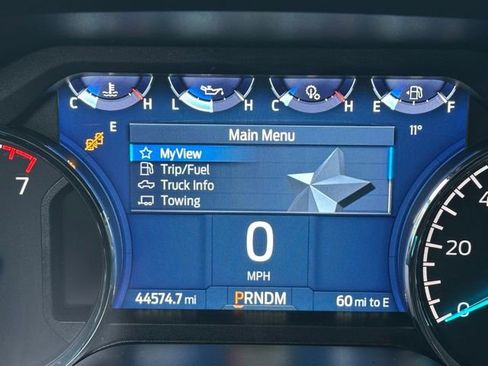 C H L H C H E F
E
11°
Main Menu
MyView
Trip/Fuel
Truck Info
Towing
7
0
MPH
44574.7 mi
PRNDM
60 mi to E
20
0